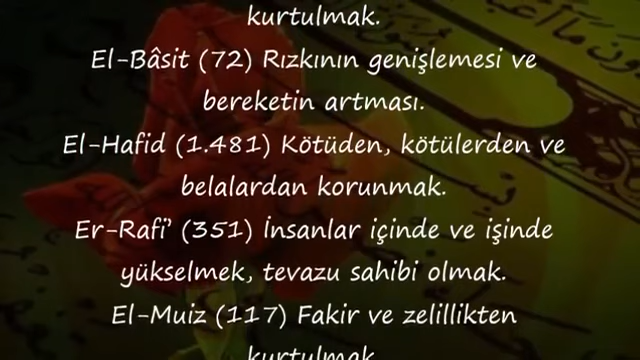 kurtulmak.
El-Bâsit (72) Rızkının genişlemesi ve
bereketin artması.
El-Hafid (1.481) Kötüden, kötülerden ve
belalardan korunmak.
Er-Rafi’ (351) İnsanlar içinde ve işinde
yükselmek, tevazu sahibi olmak.
El-Muiz (117) Fakir ve zelillikten
kurtulmak